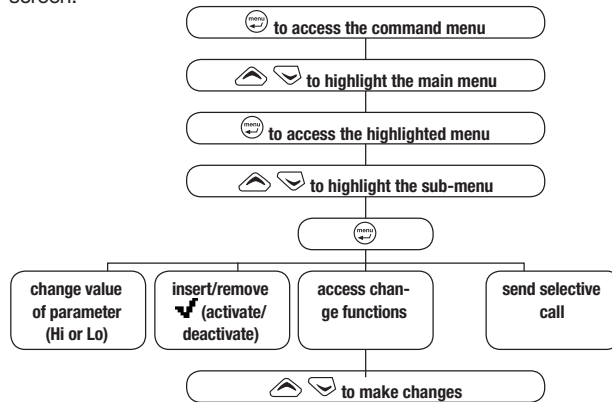 screen.
menu to access the command menu
to highlight the main menu
menu to access the highlighted menu
to highlight the sub-menu
menu
change value
of parameter
(Hi or Lo)
insert/remove
(activate/
deactivate)
access chan-
ge functions
send selective
call
to make changes